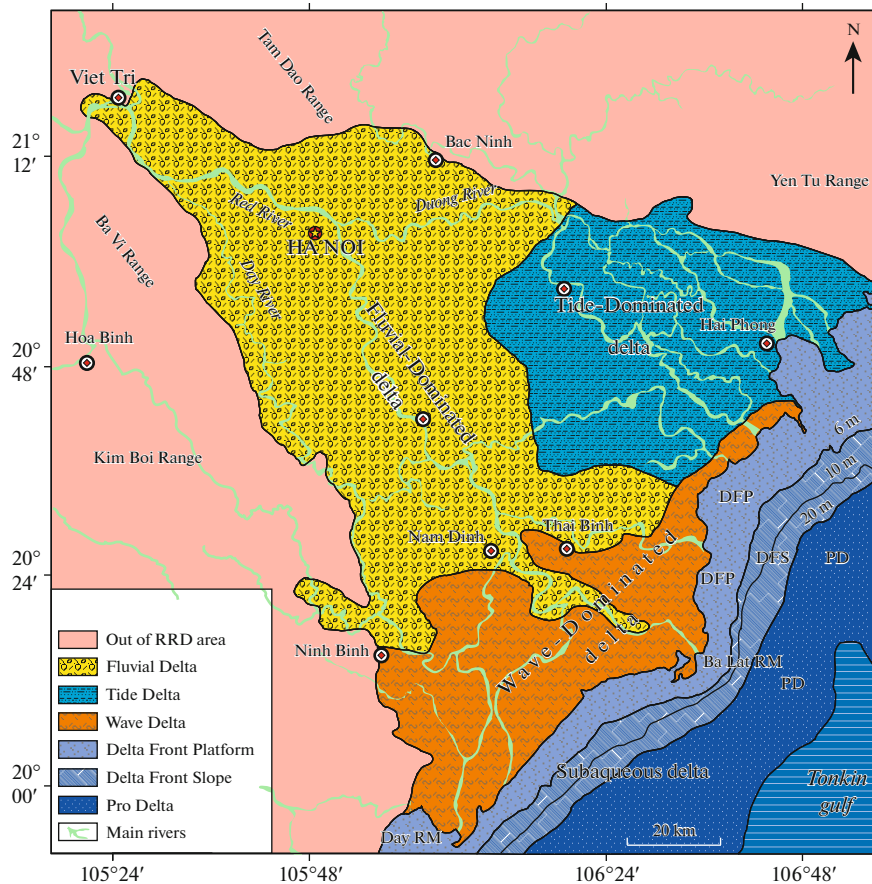 N
Viet Tri
Tam Dao Range
Bac Ninh
21°
12′
Yen Tu Range
Duong River
Red River
HA NOI
Ba Vi Range
Day River
Tide-Dominated
delta
Hai Phong
Hoa Binh
20°
48′
Fluvial-Dominated
delta
Kim Boi Range
6 m
10 m
20 m
DFP
Nam Dinh
Thai Binh
20°
24′
DFS
PD
DFP
Wave-Dominated
delta
Ninh Binh
Ba Lat RM
PD
Out of RRD area
Fluvial Delta
Tide Delta
Wave Delta
Delta Front Platform
Delta Front Slope
Pro Delta
Main rivers
20°
00′
Subaqueous delta
Tonkin
gulf
Day RM
20 km
105°24′
105°48′
106°24′
106°48′